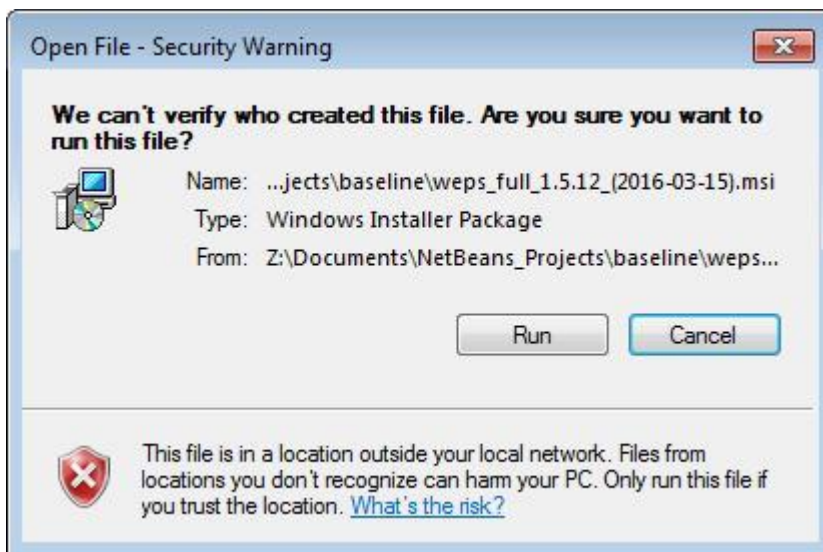 Open File - Security Warning
We can't verify who created this file. Are you sure you want to
run this file?
Name: ...jects\baseline\weps_full_1.5.12_(2016-03-15).msi
Type: Windows Installer Package
From: Z:\Documents\NetBeans_Projects\baseline\weps...
Run Cancel
This file is in a location outside your local network. Files from
locations you don't recognize can harm your PC. Only run this file if
you trust the location. What's the risk?